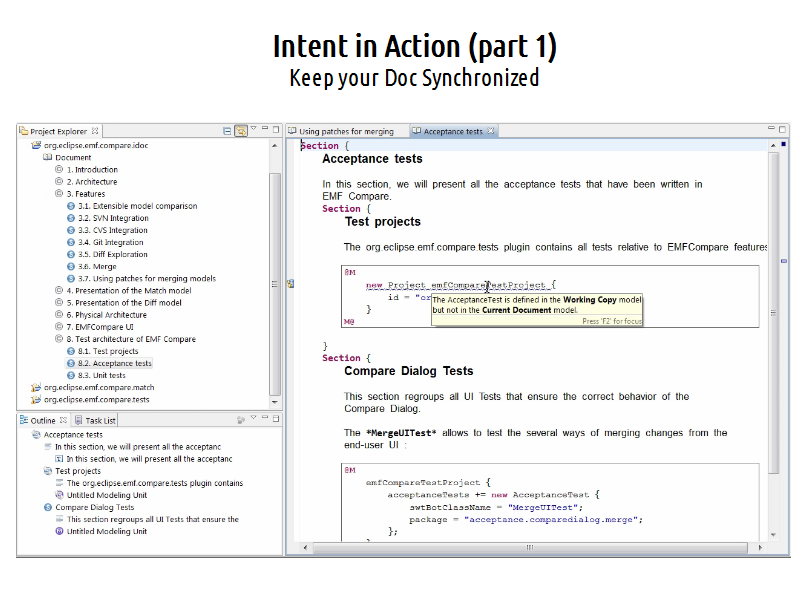 Intent in Action (part 1)
Keep your Doc Synchronized
Project Explorer
org.eclipse.emf.compare.idoc
Document
1. Introduction
2. Architecture
3. Features
3.1. Extensible model comparison
3.2. SVN Integration
3.3. CVS Integration
3.4. Git Integration
3.5. Diff Exploration
3.6. Merge
3.7. Using patches for merging models
4. Presentation of the Match model
5. Presentation of the Diff model
6. Physical Architecture
7. EMFCompare UI
8. Test architecture of EMF Compare
8.1. Test projects
8.2. Acceptance tests
8.3. Unit tests
org.eclipse.emf.compare.match
org.eclipse.emf.compare.tests
Outline
Task List
Acceptance tests
In this section, we will present all the acceptanc
In this section, we will present all the acceptanc
Test projects
The org.eclipse.emf.compare.tests plugin contains
Untitled Modeling Unit
Compare Dialog Tests
This section regroups all UI Tests that ensure the
Untitled Modeling Unit
Using patches for merging
Acceptance tests
Section {
Acceptance tests
In this section, we will present all the acceptance tests that have been written in
EMF Compare.
Section {
Test projects
The org.eclipse.emf.compare.tests plugin contains all tests relative to EMFCompare features
@M
new Project emfCompareTestProject {
id = "or
}
M@
The AcceptanceTest is defined in the Working Copy model
but not in the Current Document model.
Press 'F2' for focus
}
Section {
Compare Dialog Tests
This section regroups all UI Tests that ensure the correct behavior of the
Compare Dialog.
The *MergeUITest* allows to test the several ways of merging changes from the
end-user UI :
@M
emfCompareTestProject {
acceptanceTests += new AcceptanceTest {
swtBotClassName = "MergeUITest";
package = "acceptance.comparedialog.merge";
};